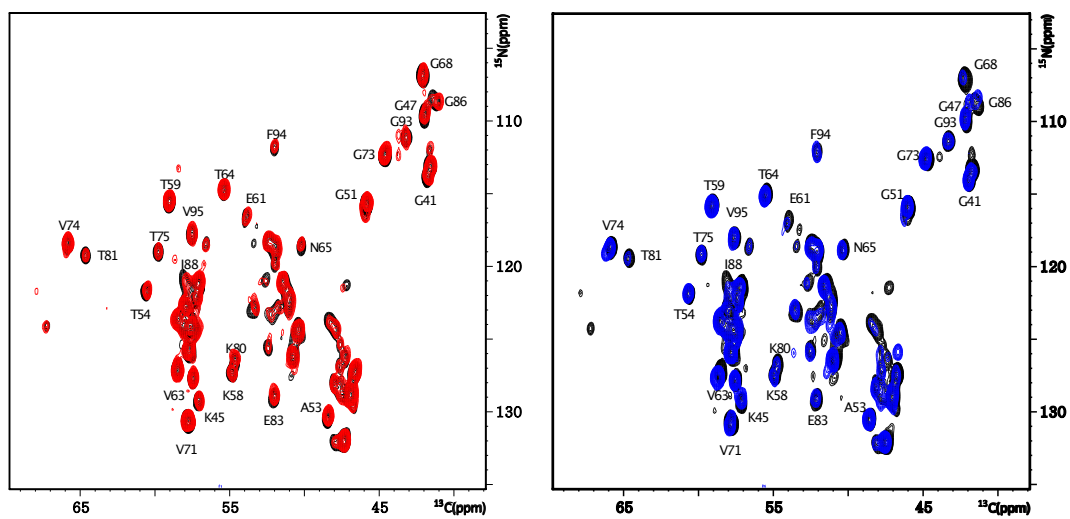 15N(ppm)
G68
G47
G86
G93
110
F94
G73
T64
T59
E61
G51
G41
V95
V74
T75
N65
T81
I88
120
T54
K80
V63
K58
K45
E83
A53
130
V71
65
55
45
13C(ppm)
15N(ppm)
G68
G47
G86
G93
110
F94
G73
T64
T59
E61
G51
G41
V95
V74
T75
N65
T81
I88
120
T54
K80
V63
K58
K45
E83
A53
130
V71
65
55
45
13C(ppm)